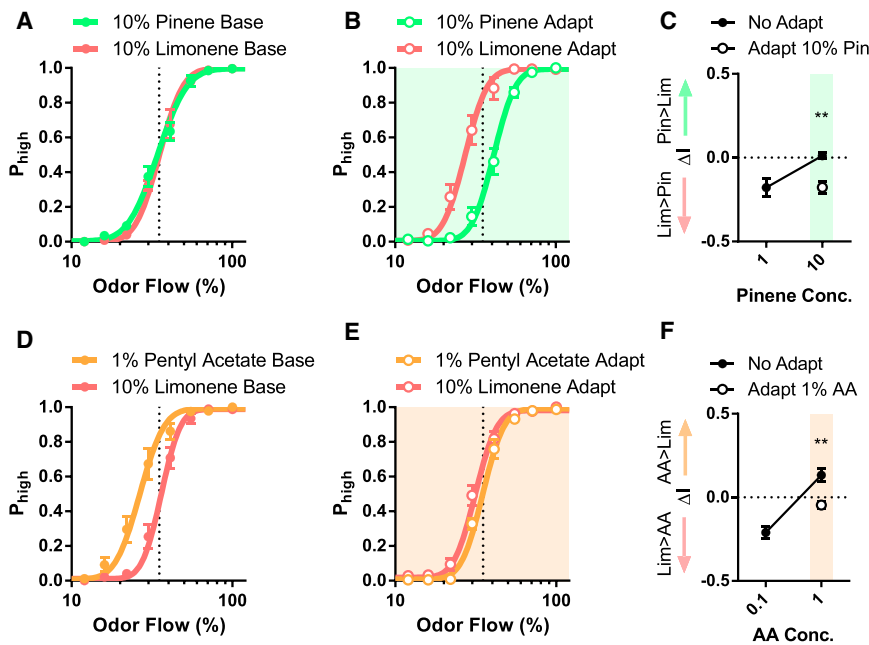 A
10% Pinene Base
10% Limonene Base
1.0
0.8
0.6
0.4
0.2
0.0
Phigh
10
100
Odor Flow (%)
B
10% Pinene Adapt
10% Limonene Adapt
1.0
0.8
0.6
0.4
0.2
0.0
Phigh
10
100
Odor Flow (%)
C
No Adapt
Adapt 10% Pin
0.5
0.0
-0.5
Pin>Lim
ΔI
Lim>Pin
**
1
10
Pinene Conc.
D
1% Pentyl Acetate Base
10% Limonene Base
1.0
0.8
0.6
0.4
0.2
0.0
Phigh
10
100
Odor Flow (%)
E
1% Pentyl Acetate Adapt
10% Limonene Adapt
1.0
0.8
0.6
0.4
0.2
0.0
Phigh
10
100
Odor Flow (%)
F
No Adapt
Adapt 1% AA
0.5
0.0
-0.5
AA>Lim
ΔI
Lim>AA
**
0.1
1
AA Conc.